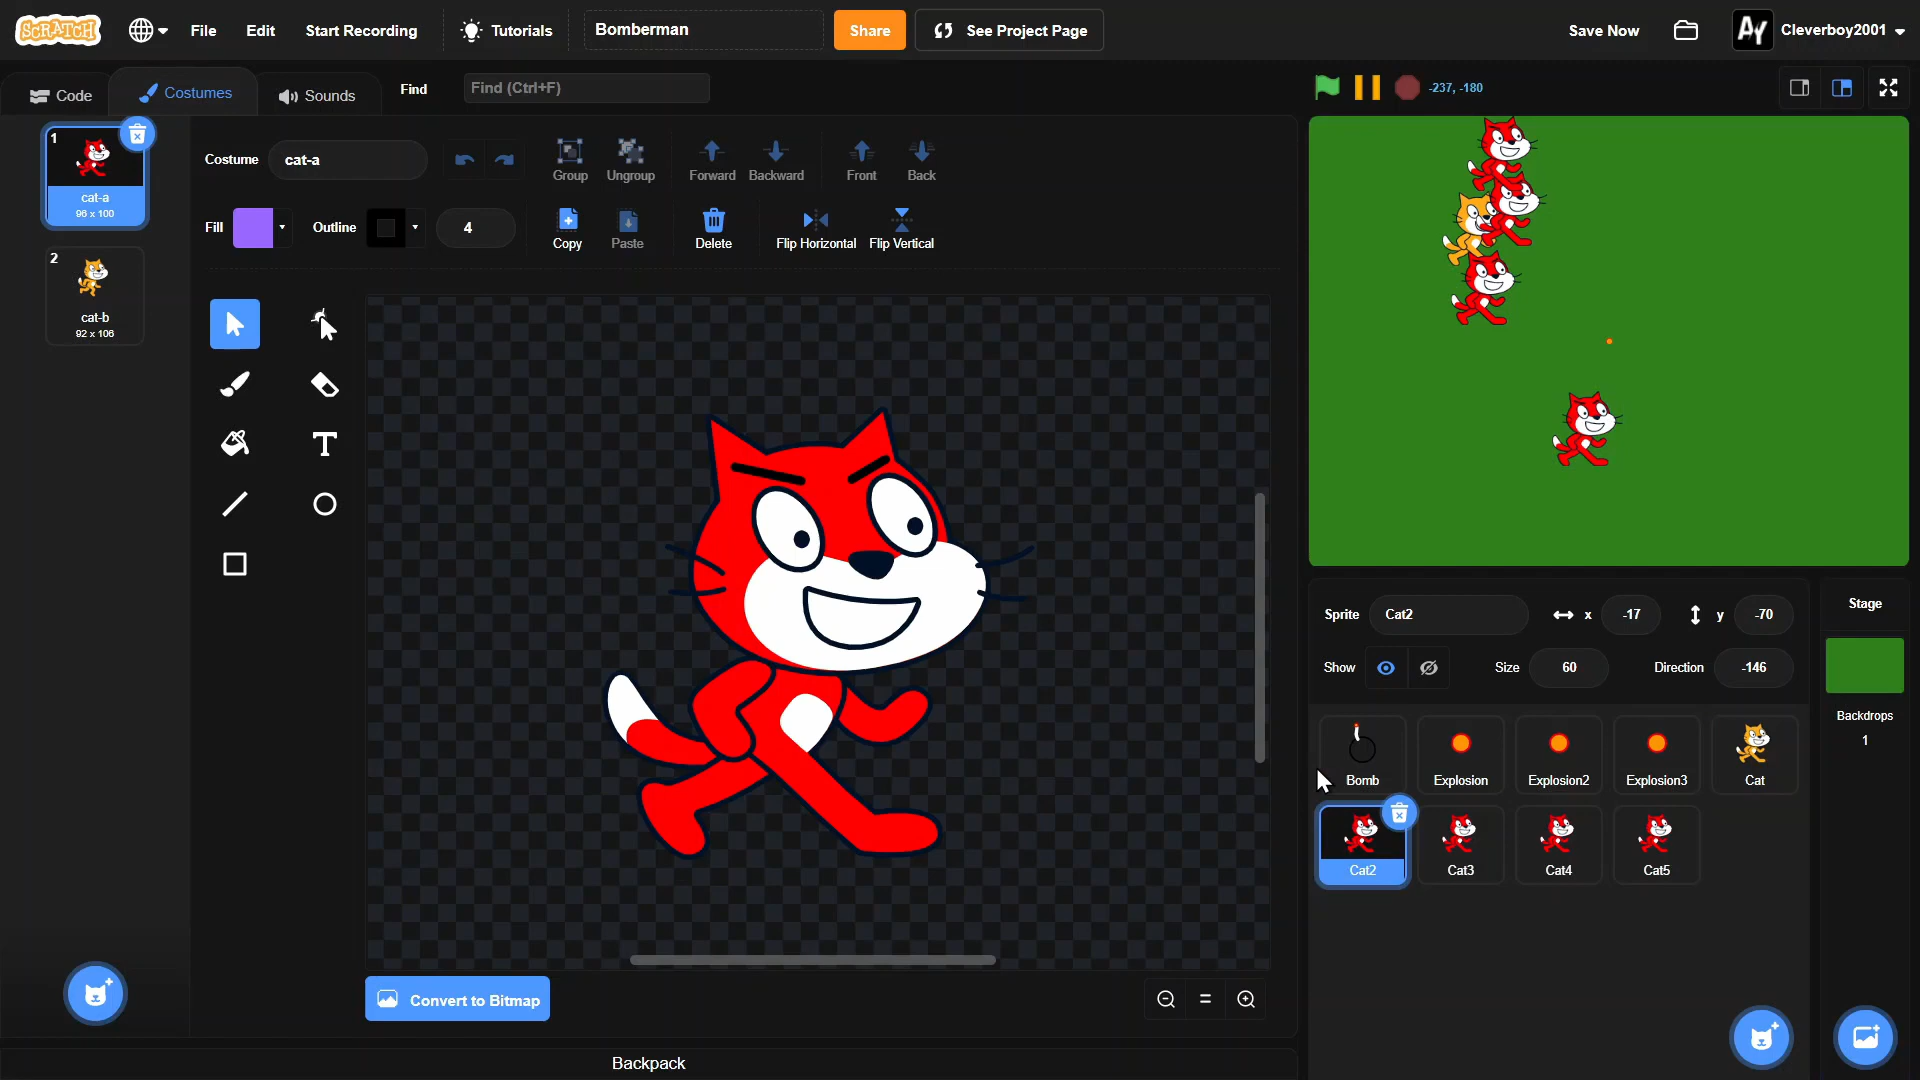 SCRATCH File Edit Start Recording Tutorials Bomberman Share See Project Page Save Now Ay Cleverboy2001
Code Costumes Sounds Find Find (Ctrl+F) -237, -180
1
cat-a
96 x 100
2
cat-b
92 x 106
Costume cat-a Group Ungroup Forward Backward Front Back
Fill Outline 4 Copy Paste Delete Flip Horizontal Flip Vertical
T
Convert to Bitmap
Backpack
Sprite Cat2 x -17 y -70
Show Size 60 Direction -146
Bomb Explosion Explosion2 Explosion3 Cat
Cat2 Cat3 Cat4 Cat5
Stage
Backdrops
1